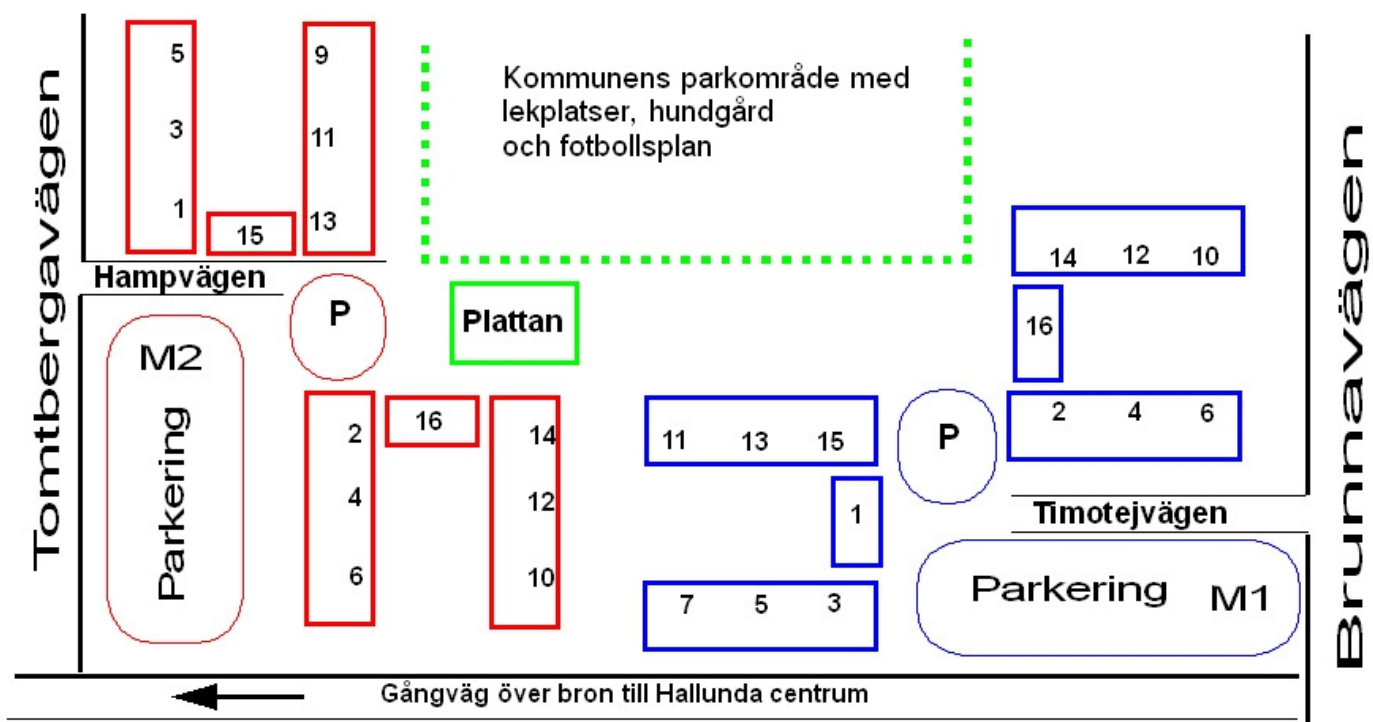 Tomtbergavägen
5
3
1
15
9
11
13
Hampvägen
Kommunens parkområde med
lekplatser, hundgård
och fotbollsplan
Brunnavägen
14 12 10
16
2 4 6
P
M2
Parkering
Plattan
2
4
6
16
14
12
10
11 13 15
1
7 5 3
P
Timotejvägen
Parkering M1
Gångväg över bron till Hallunda centrum